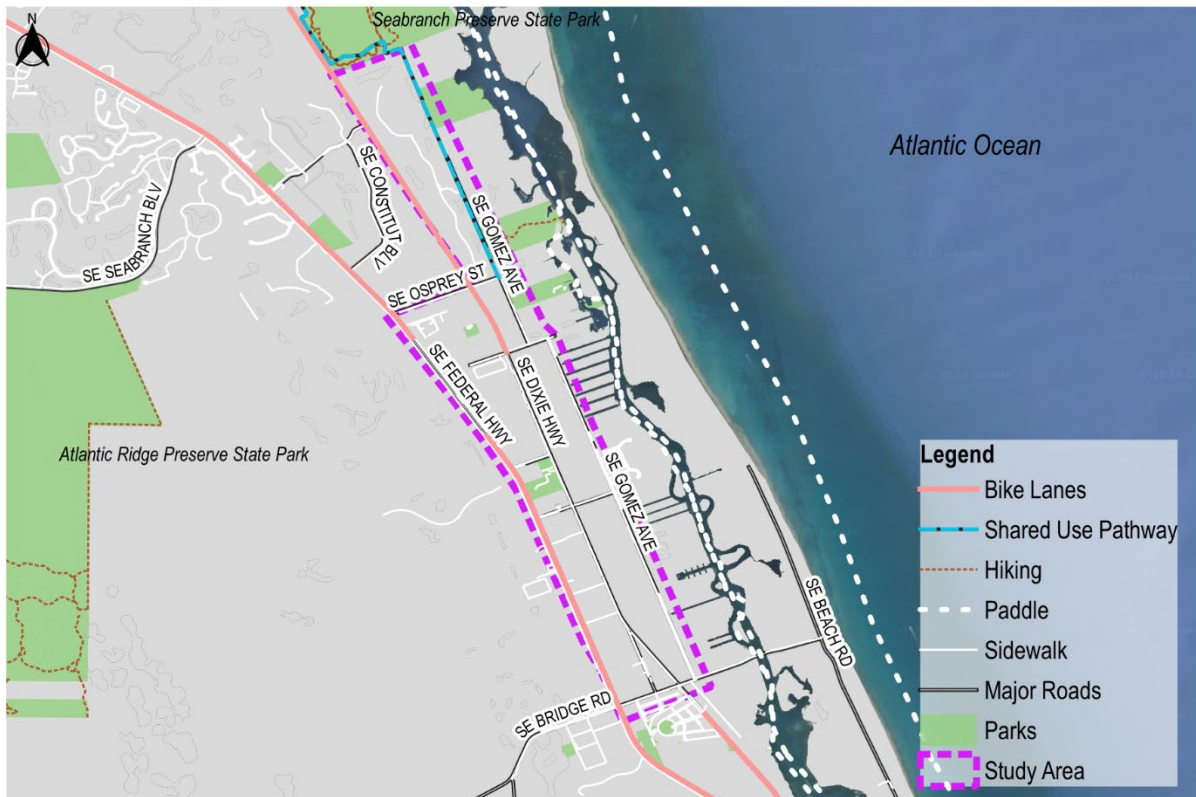 Seabranch Preserve State Park
N
Atlantic Ocean
SE CONSTITUT BLV
SE SEABRANCH BLV
SE GOMEZ AVE
SE OSPREY ST
SE FEDERAL HWY
SE DIXIE HWY
Atlantic Ridge Preserve State Park
SE GOMEZ AVE
SE BEACH RD
SE BRIDGE RD
Legend
Bike Lanes
Shared Use Pathway
Hiking
Paddle
Sidewalk
Major Roads
Parks
Study Area